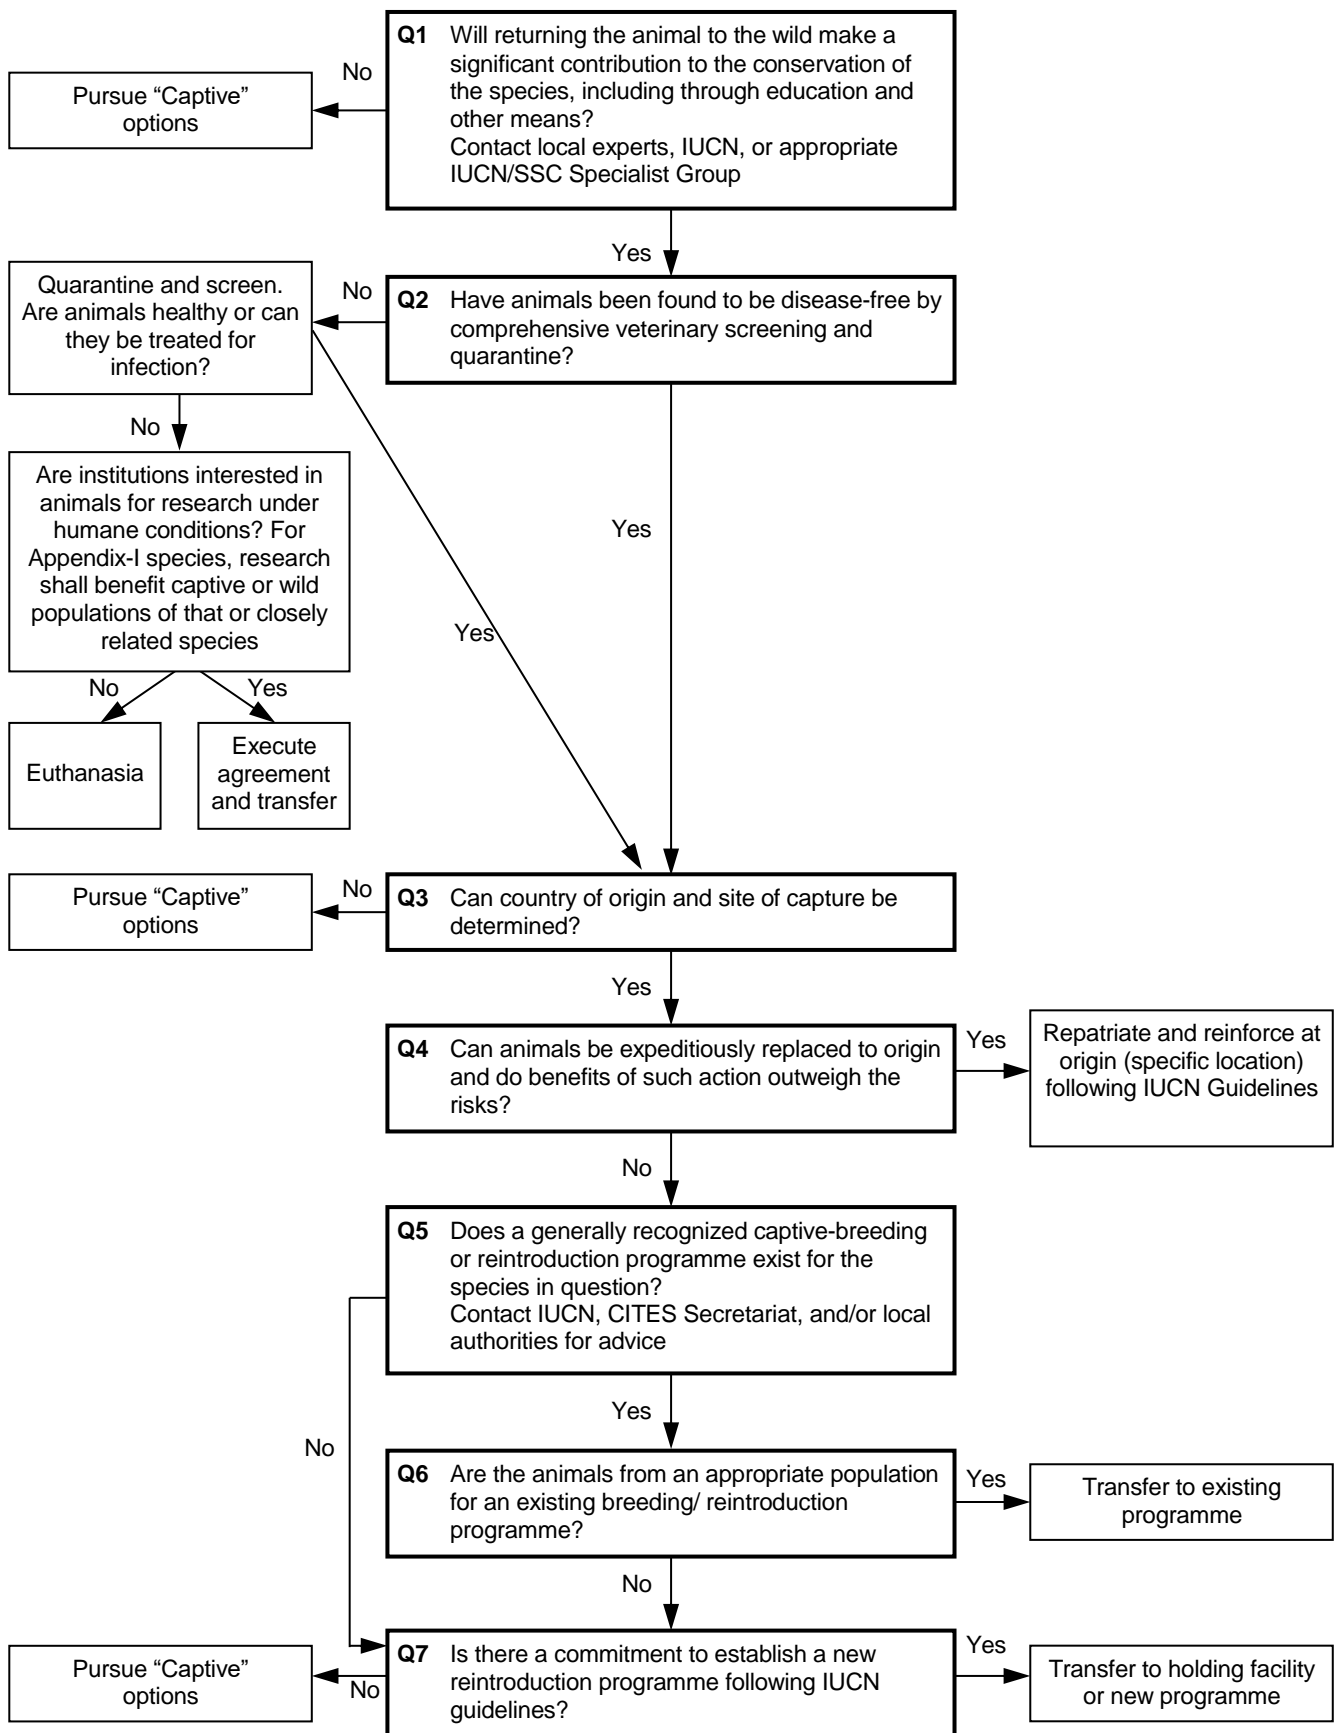 Q1 Will returning the animal to the wild make a
significant contribution to the conservation of
the species, including through education and
other means?
Contact local experts, IUCN, or appropriate
IUCN/SSC Specialist Group
No
Pursue “Captive”
options
Yes
Q2 Have animals been found to be disease-free by
comprehensive veterinary screening and
quarantine?
No
Quarantine and screen.
Are animals healthy or can
they be treated for
infection?
No
Are institutions interested in
animals for research under
humane conditions? For
Appendix-I species, research
shall benefit captive or wild
populations of that or closely
related species
Yes
Yes
No
Yes
Euthanasia
Execute
agreement
and transfer
Q3 Can country of origin and site of capture be
determined?
No
Pursue “Captive”
options
Yes
Q4 Can animals be expeditiously replaced to origin
and do benefits of such action outweigh the
risks?
Yes
Repatriate and reinforce at
origin (specific location)
following IUCN Guidelines
No
Q5 Does a generally recognized captive-breeding
or reintroduction programme exist for the
species in question?
Contact IUCN, CITES Secretariat, and/or local
authorities for advice
Yes
No
Q6 Are the animals from an appropriate population
for an existing breeding/ reintroduction
programme?
Yes
Transfer to existing
programme
No
Q7 Is there a commitment to establish a new
reintroduction programme following IUCN
guidelines?
No
Pursue “Captive”
options
Yes
Transfer to holding facility
or new programme